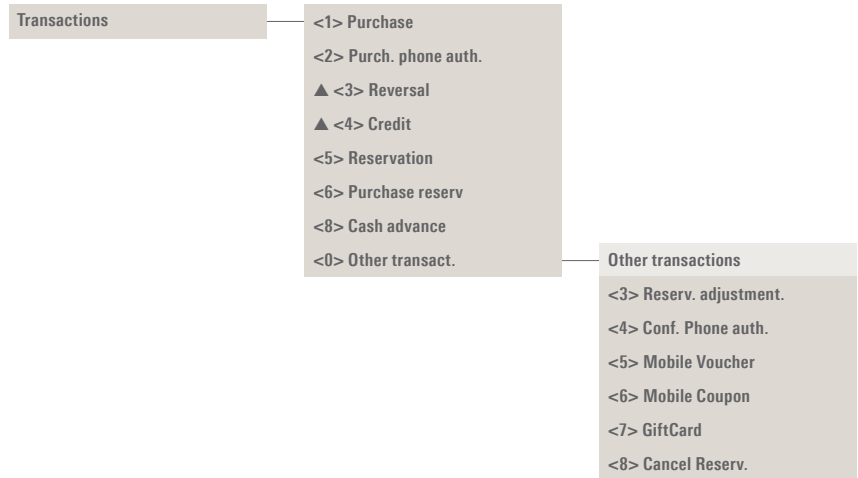 Transactions
<1> Purchase
<2> Purch. phone auth.
▲ <3> Reversal
▲ <4> Credit
<5> Reservation
<6> Purchase reserv
<8> Cash advance
<0> Other transact.
Other transactions
<3> Reserv. adjustment.
<4> Conf. Phone auth.
<5> Mobile Voucher
<6> Mobile Coupon
<7> GiftCard
<8> Cancel Reserv.